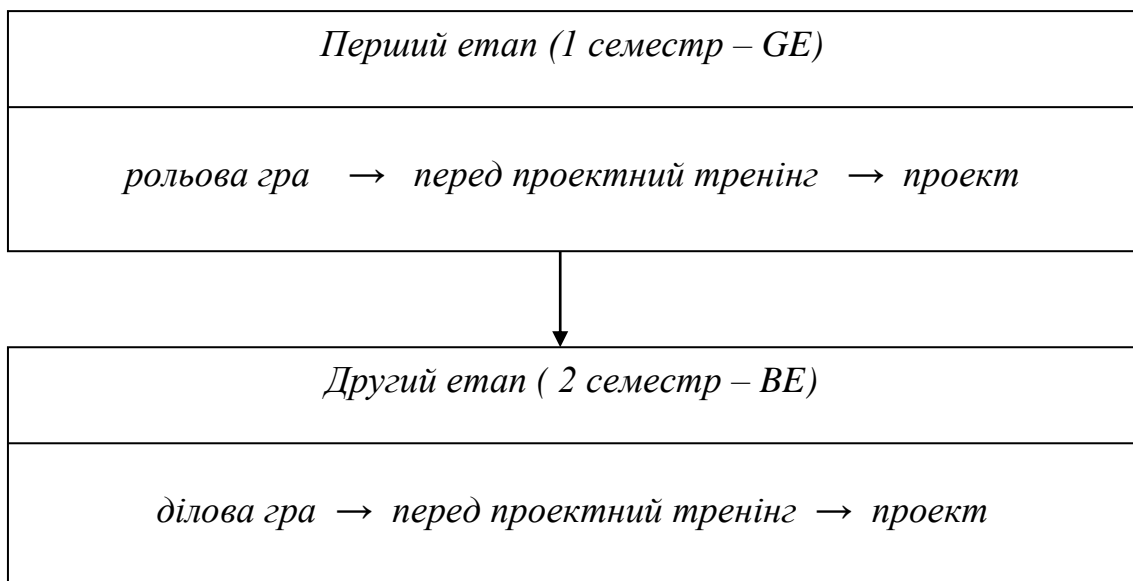 Перший етап (1 семестр – GE)
рольова гра → перед проектний тренінг → проект
Другий етап ( 2 семестр – BE)
ділова гра → перед проектний тренінг → проект